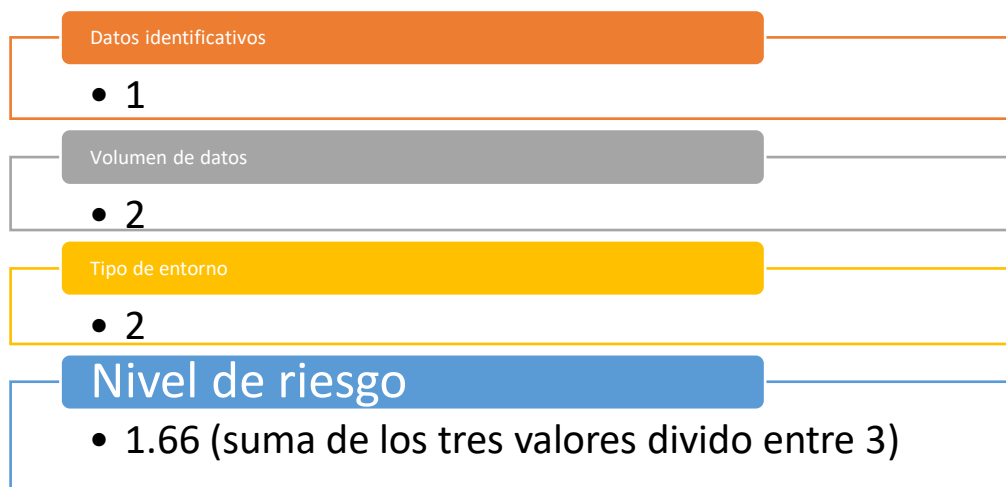 Datos identificativos
• 1
Volumen de datos
• 2
Tipo de entorno
• 2
Nivel de riesgo
• 1.66 (suma de los tres valores divido entre 3)